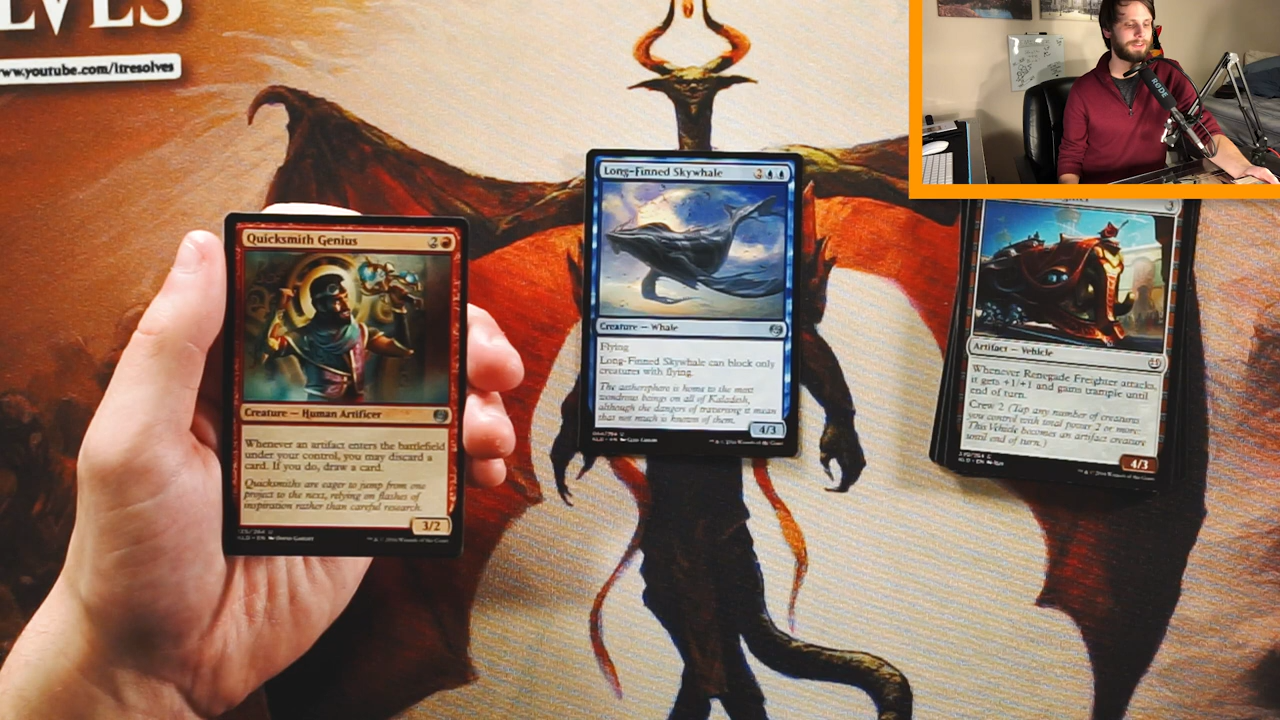 LVES
www.youtube.com/itresolves
Quicksmith Genius 2
Creature — Human Artificer
Whenever an artifact enters the battlefield
under your control, you may discard a
card. If you do, draw a card.
Quicksmiths are eager to jump from one
project to the next, relying on flashes of
inspiration rather than careful research.
3/2
Long-Finned Skywhale 2
Creature — Whale
Flying
Long-Finned Skywhale can block only
creatures with flying.
The aethersphere is home to the most
wondrous beings on all of Kaladesh,
although the dangers of traversing it mean
that not much is known of them.
4/3
Artifact — Vehicle
Whenever Renegade Freighter attacks,
it gets +1/+1 and gains trample until
end of turn.
Crew 2 (Tap any number of creatures
you control with total power 2 or more:
This Vehicle becomes an artifact creature
until end of turn.)
4/3
RØDE